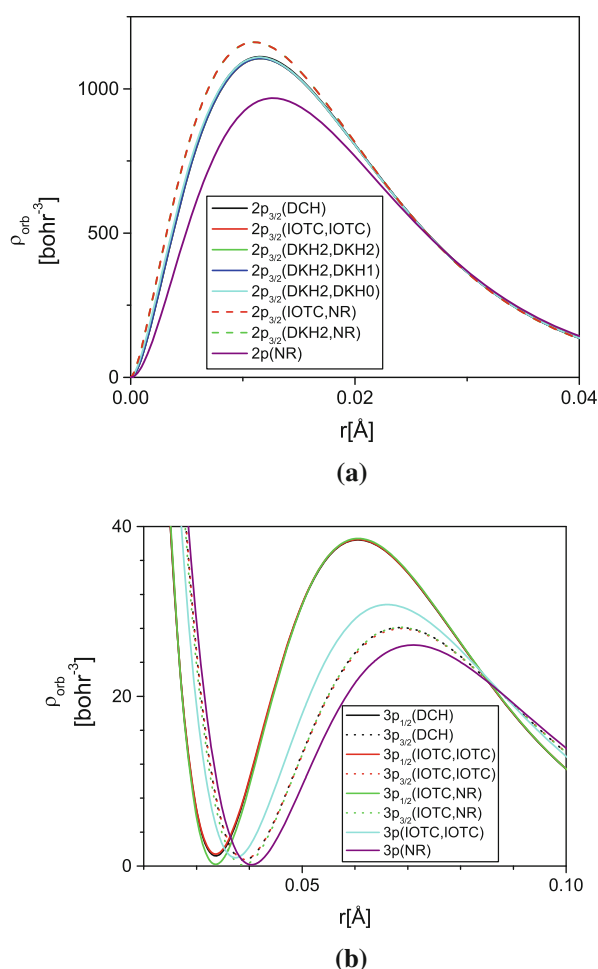 ρorb
[bohr-3]
1000
500
0
2p3/2(DCH)
2p3/2(IOTC,IOTC)
2p3/2(DKH2,DKH2)
2p3/2(DKH2,DKH1)
2p3/2(DKH2,DKH0)
2p3/2(IOTC,NR)
2p3/2(DKH2,NR)
2p(NR)
0.00 0.02 0.04
r[Å]
(a)
ρorb
[bohr-3]
40
20
0
3p1/2(DCH)
3p3/2(DCH)
3p1/2(IOTC,IOTC)
3p3/2(IOTC,IOTC)
3p1/2(IOTC,NR)
3p3/2(IOTC,NR)
3p(IOTC,IOTC)
3p(NR)
0.05 0.10
r[Å]
(b)